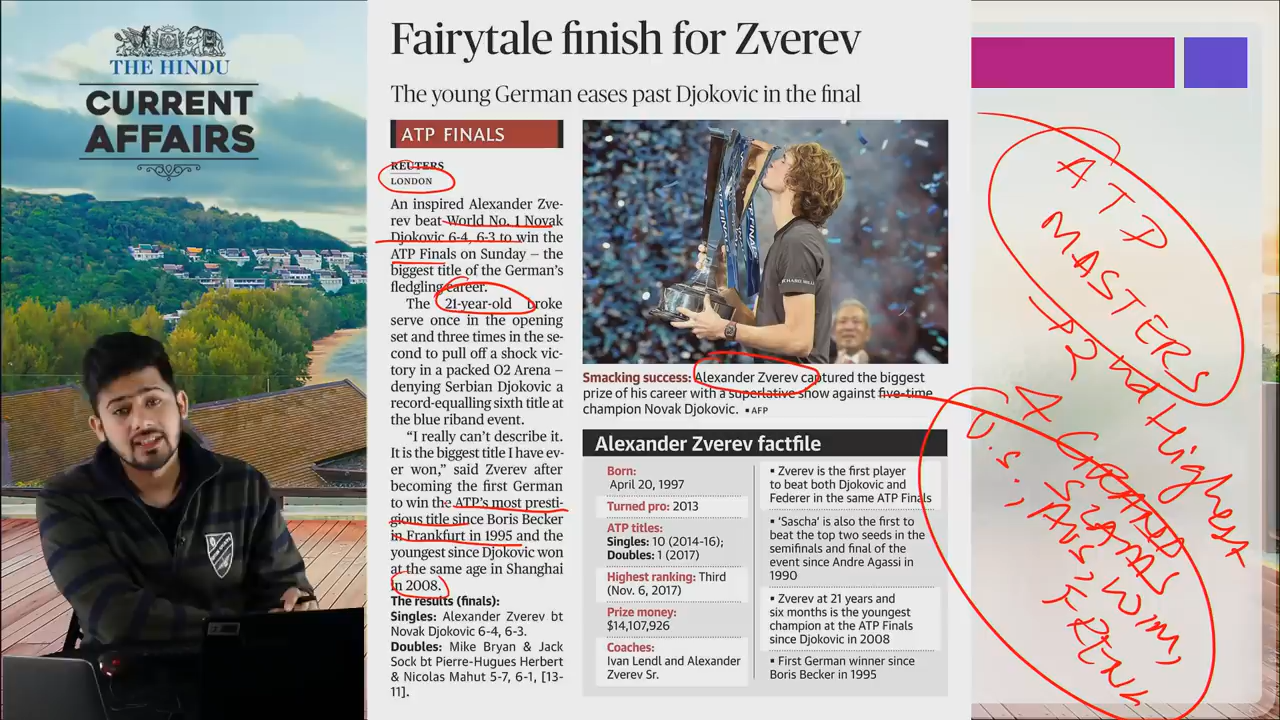 THE HINDU
CURRENT
AFFAIRS
Fairytale finish for Zverev
The young German eases past Djokovic in the final
ATP FINALS
REUTERS
LONDON
An inspired Alexander Zve-
rev beat World No. 1 Novak
Djokovic 6-4, 6-3 to win the
ATP Finals on Sunday — the
biggest title of the German's
fledgling career.
The 21-year-old broke
serve once in the opening
set and three times in the se-
cond to pull off a shock vic-
tory in a packed O2 Arena —
denying Serbian Djokovic a
record-equalling sixth title at
the blue riband event.
"I really can't describe it.
It is the biggest title I have ev-
er won," said Zverev after
becoming the first German
to win the ATP's most presti-
gious title since Boris Becker
in Frankfurt in 1995 and the
youngest since Djokovic won
at the same age in Shanghai
in 2008.
The results (finals):
Singles: Alexander Zverev bt
Novak Djokovic 6-4, 6-3.
Doubles: Mike Bryan & Jack
Sock bt Pierre-Hugues Herbert
& Nicolas Mahut 5-7, 6-1, [13-
11].
RICHARD MILLE
Smacking success: Alexander Zverev captured the biggest
prize of his career with a superlative show against five-time
champion Novak Djokovic. ▪ AFP
Alexander Zverev factfile
Born:
April 20, 1997
Turned pro: 2013
ATP titles:
Singles: 10 (2014-16);
Doubles: 1 (2017)
Highest ranking: Third
(Nov. 6, 2017)
Prize money:
$14,107,926
Coaches:
Ivan Lendl and Alexander
Zverev Sr.
▪ Zverev is the first player
to beat both Djokovic and
Federer in the same ATP Finals
▪ 'Sascha' is also the first to
beat the top two seeds in the
semifinals and final of the
event since Andre Agassi in
1990
▪ Zverev at 21 years and
six months is the youngest
champion at the ATP Finals
since Djokovic in 2008
▪ First German winner since
Boris Becker in 1995
ATP
MASTERS
2nd Highest
4 GRAND
SLAMS
U.S., AUS, WIM,
FREN